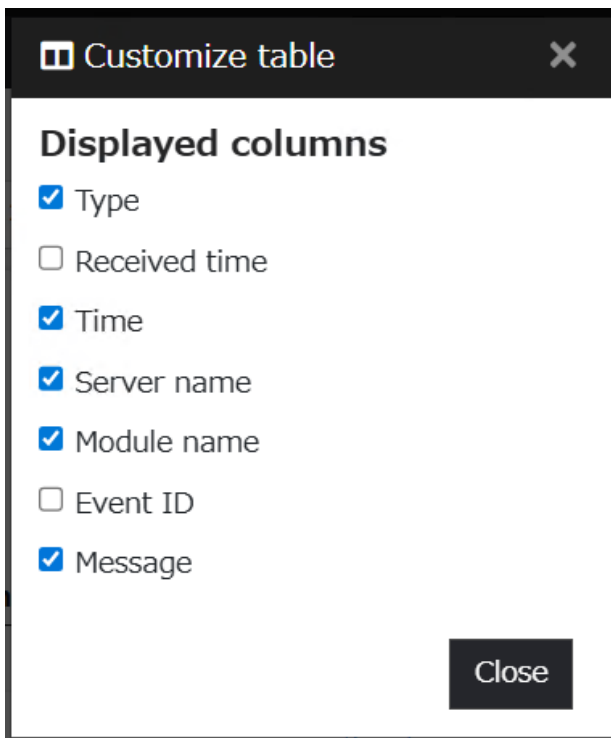 Customize table
Displayed columns
Type
Received time
Time
Server name
Module name
Event ID
Message
Close